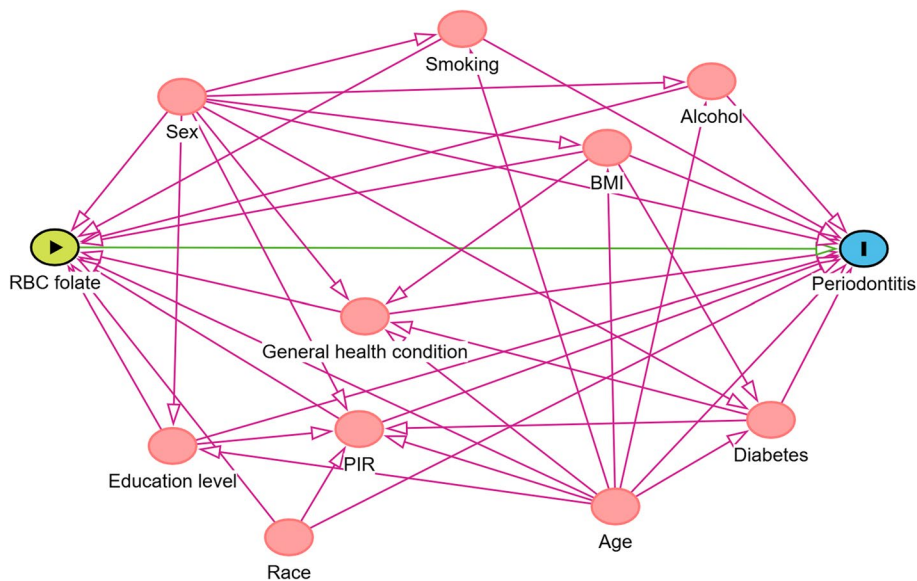 Smoking
Alcohol
Sex
BMI
RBC folate
Periodontitis
General health condition
Diabetes
PIR
Education level
Age
Race